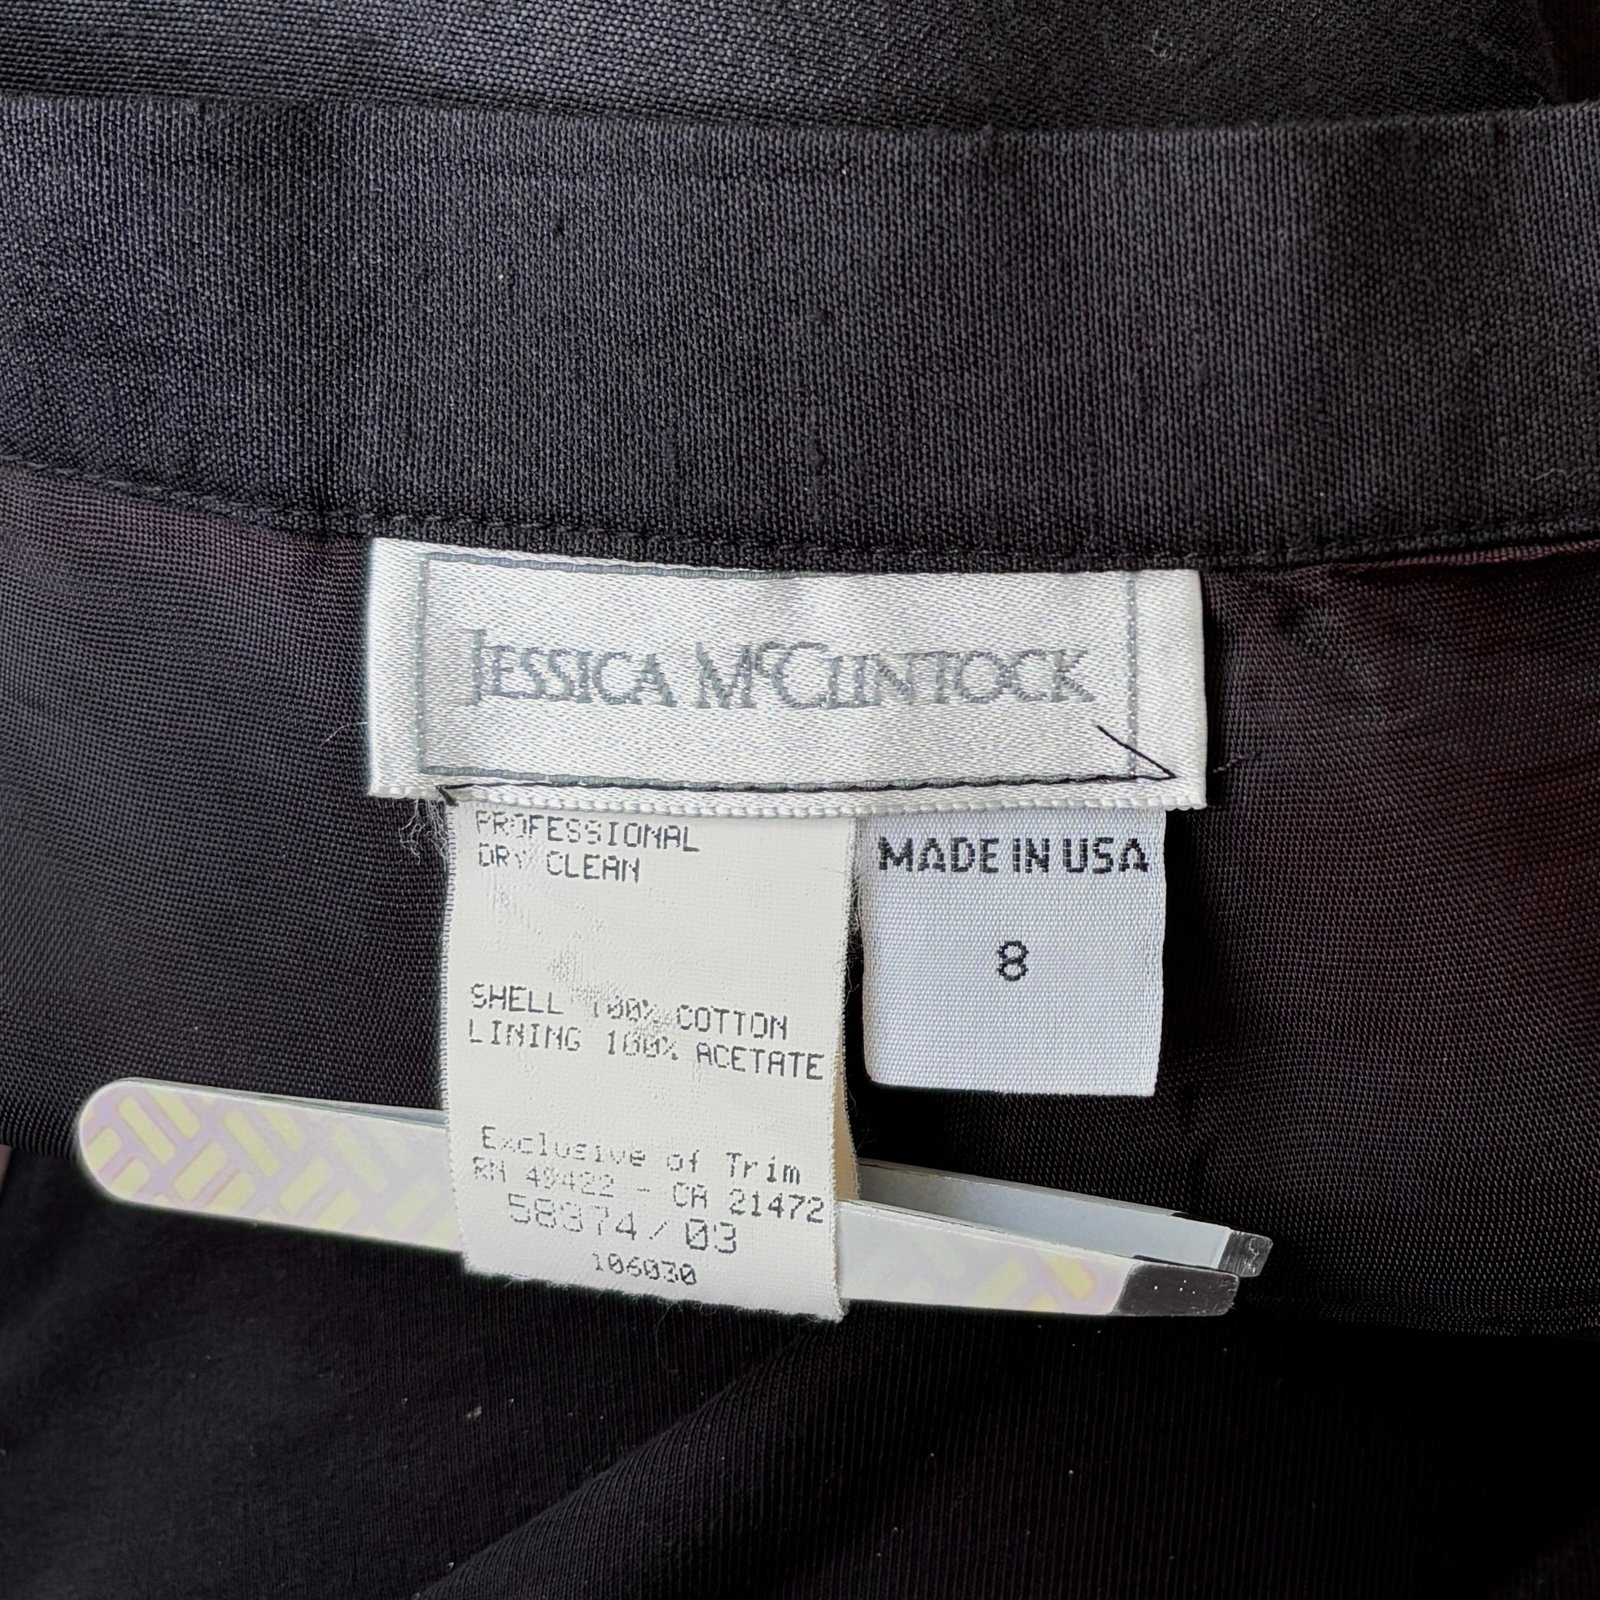 JESSICA McCLINTOCK
PROFESSIONAL
DRY CLEAN
SHELL 100% COTTON
LINING 100% ACETATE
Exclusive of Trim
RN 49422 - CA 21472
58374/03
106030
MADE IN USA
8